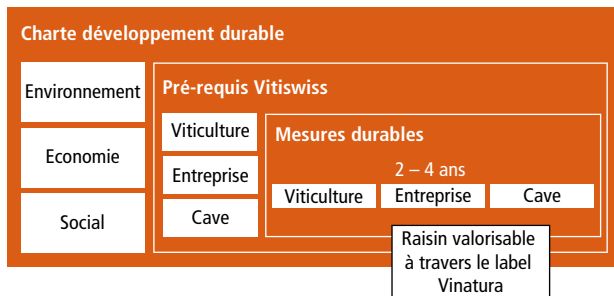 Charte développement durable
Environnement
Economie
Social
Pré-requis Vitiswiss
Viticulture
Entreprise
Cave
Mesures durables
2 – 4 ans
Viticulture
Entreprise
Cave
Raisin valorisable
à travers le label
Vinatura